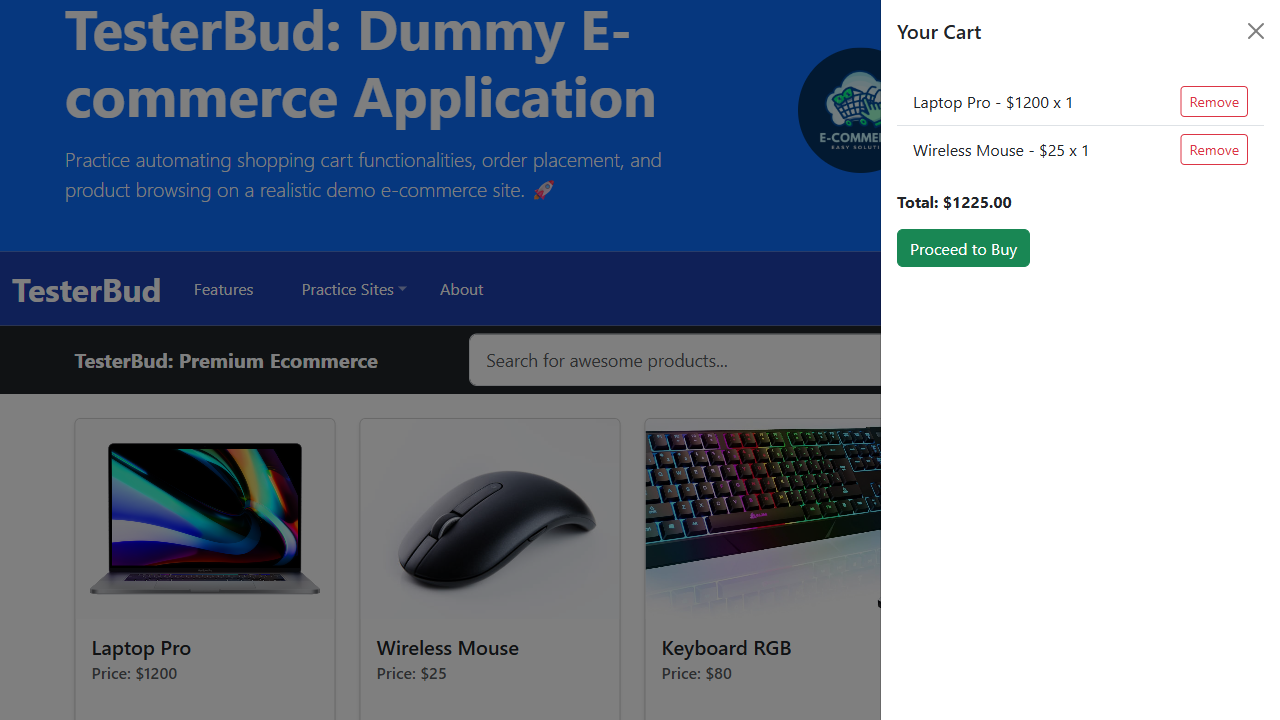 TesterBud: Dummy E-
commerce Application
Practice automating shopping cart functionalities, order placement, and
product browsing on a realistic demo e-commerce site. 🚀
E-COMMER
EASY SOLUTI
TesterBud
Features
Practice Sites
About
TesterBud: Premium Ecommerce
Search for awesome products...
Laptop Pro
Price: $1200
Wireless Mouse
Price: $25
Keyboard RGB
Price: $80
Your Cart
Laptop Pro - $1200 x 1
Remove
Wireless Mouse - $25 x 1
Remove
Total: $1225.00
Proceed to Buy